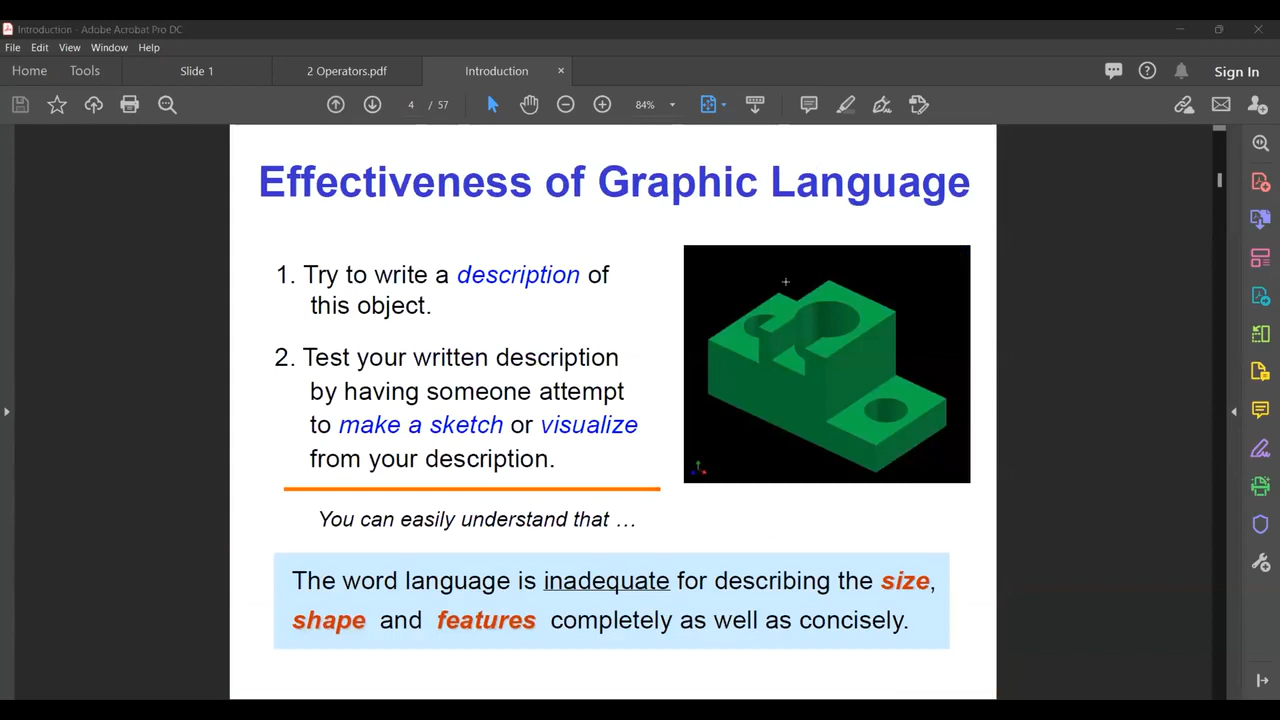 Introduction - Adobe Acrobat Pro DC
File Edit View Window Help
Home Tools Slide 1 2 Operators.pdf Introduction × Sign In
4 / 57 84%
Effectiveness of Graphic Language
1. Try to write a description of
this object.
2. Test your written description
by having someone attempt
to make a sketch or visualize
from your description.
You can easily understand that …
The word language is inadequate for describing the size,
shape and features completely as well as concisely.